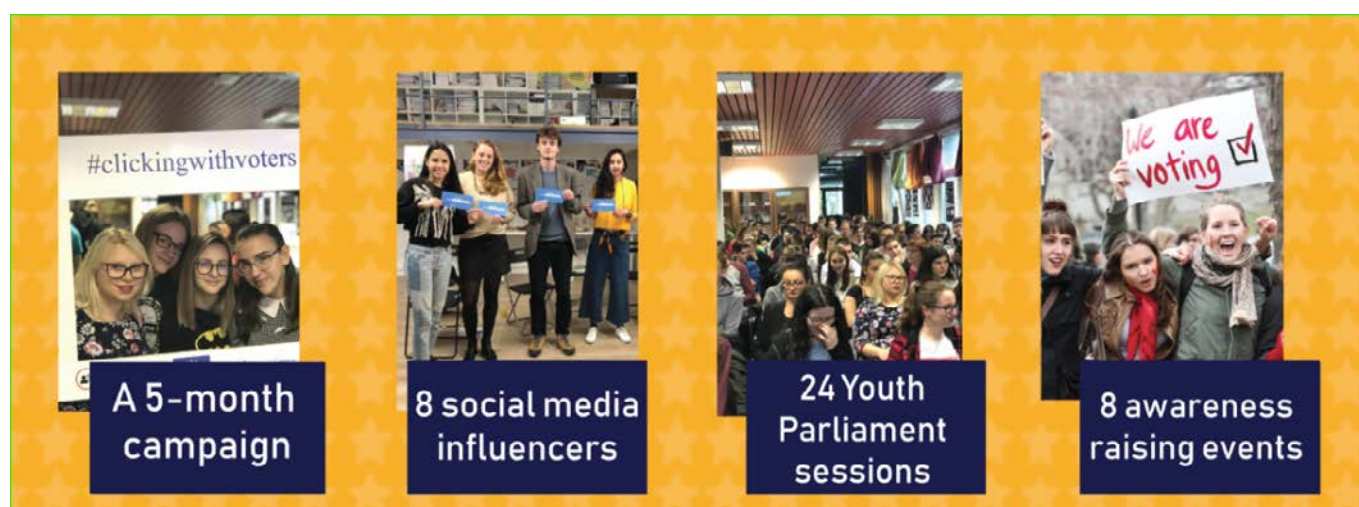 #clickingwithvoters
We are
voting
A 5-month
campaign
8 social media
influencers
24 Youth
Parliament
sessions
8 awareness
raising events